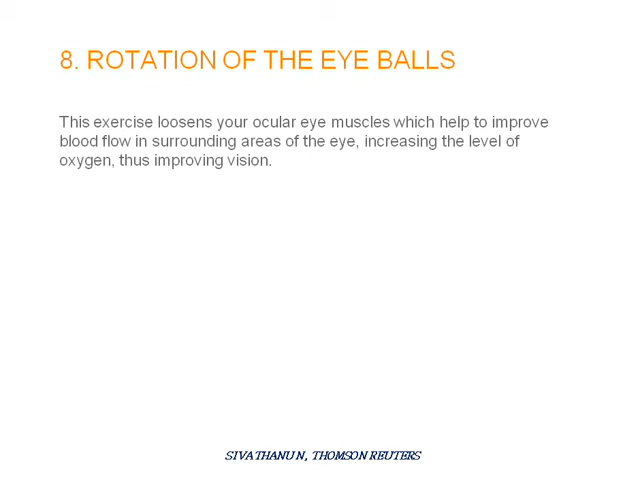 8. ROTATION OF THE EYE BALLS
This exercise loosens your ocular eye muscles which help to improve
blood flow in surrounding areas of the eye, increasing the level of
oxygen, thus improving vision.
SIVATHANU N, THOMSON REUTERS